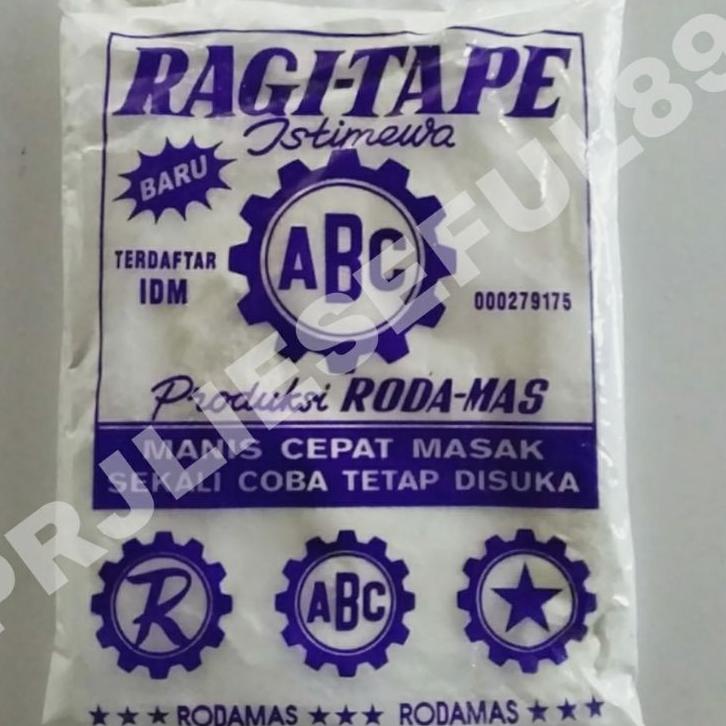 RAGI-TAPE
Istimewa
BARU
ABC
TERDAFTAR
IDM
000279175
Produksi RODA-MAS
MANIS CEPAT MASAK
SEKALI COBA TETAP DISUKA
R
ABC
★★★ RODAMAS ★★★ RODAMAS ★★★
PRJLIESEFUL89